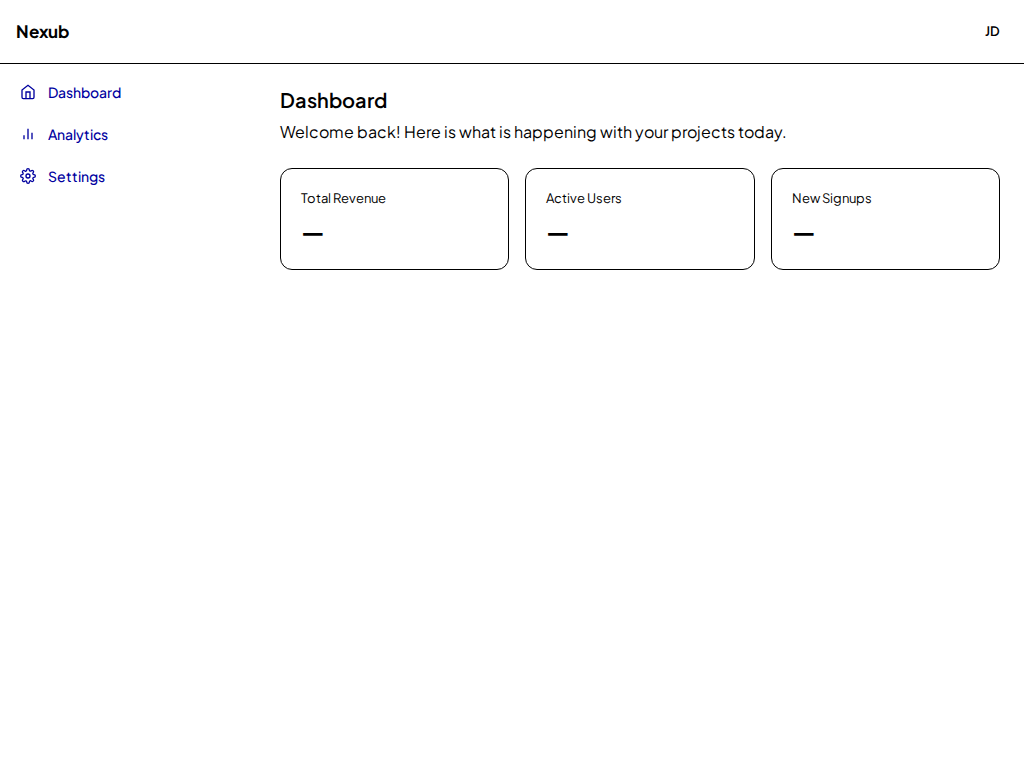 Nexub
JD
Dashboard
Analytics
Settings
Dashboard
Welcome back! Here is what is happening with your projects today.
Total Revenue
—
Active Users
—
New Signups
—